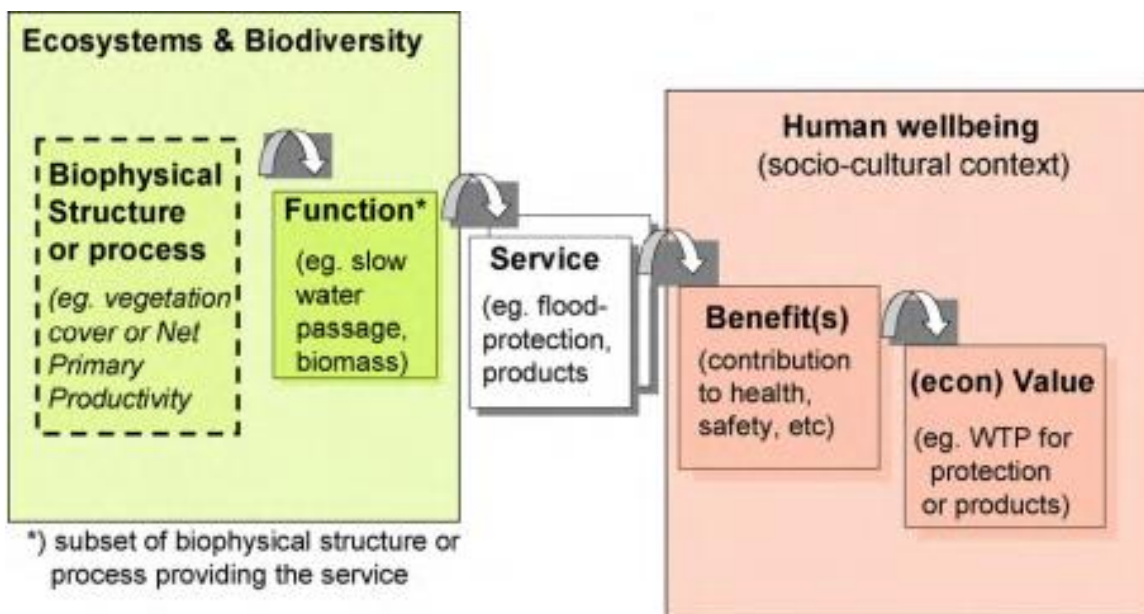 Ecosystems & Biodiversity
Biophysical
Structure
or process
(eg. vegetation
cover or Net
Primary
Productivity
Function*
(eg. slow
water
passage,
biomass)
Service
(eg. flood-
protection,
products
Human wellbeing
(socio-cultural context)
Benefit(s)
(contribution
to health,
safety, etc)
(econ) Value
(eg. WTP for
protection
or products)
*) subset of biophysical structure or
process providing the service